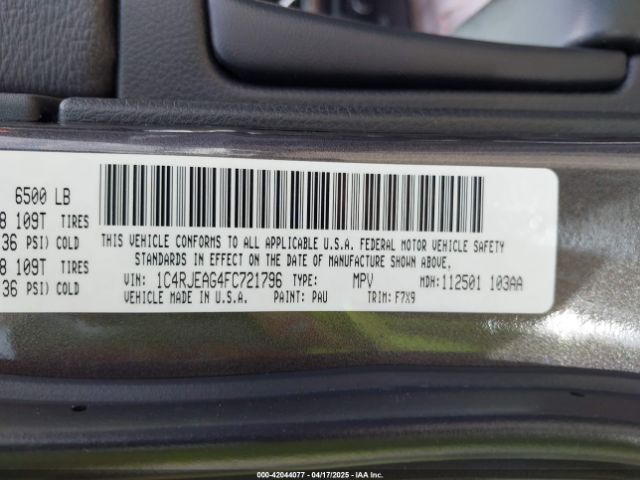 6500 LB
8 109T TIRES
36 PSI) COLD
8 109T TIRES
36 PSI) COLD
THIS VEHICLE CONFORMS TO ALL APPLICABLE U.S.A. FEDERAL MOTOR VEHICLE SAFETY
STANDARDS IN EFFECT ON THE DATE OF MANUFACTURE SHOWN ABOVE.
VIN: 1C4RJEAG4FC721796 TYPE: MPV MDH: 112501 103AA
VEHICLE MADE IN U.S.A. PAINT: PAU TRIM: F7X9
000-42044077 - 04/17/2025 - IAA Inc.